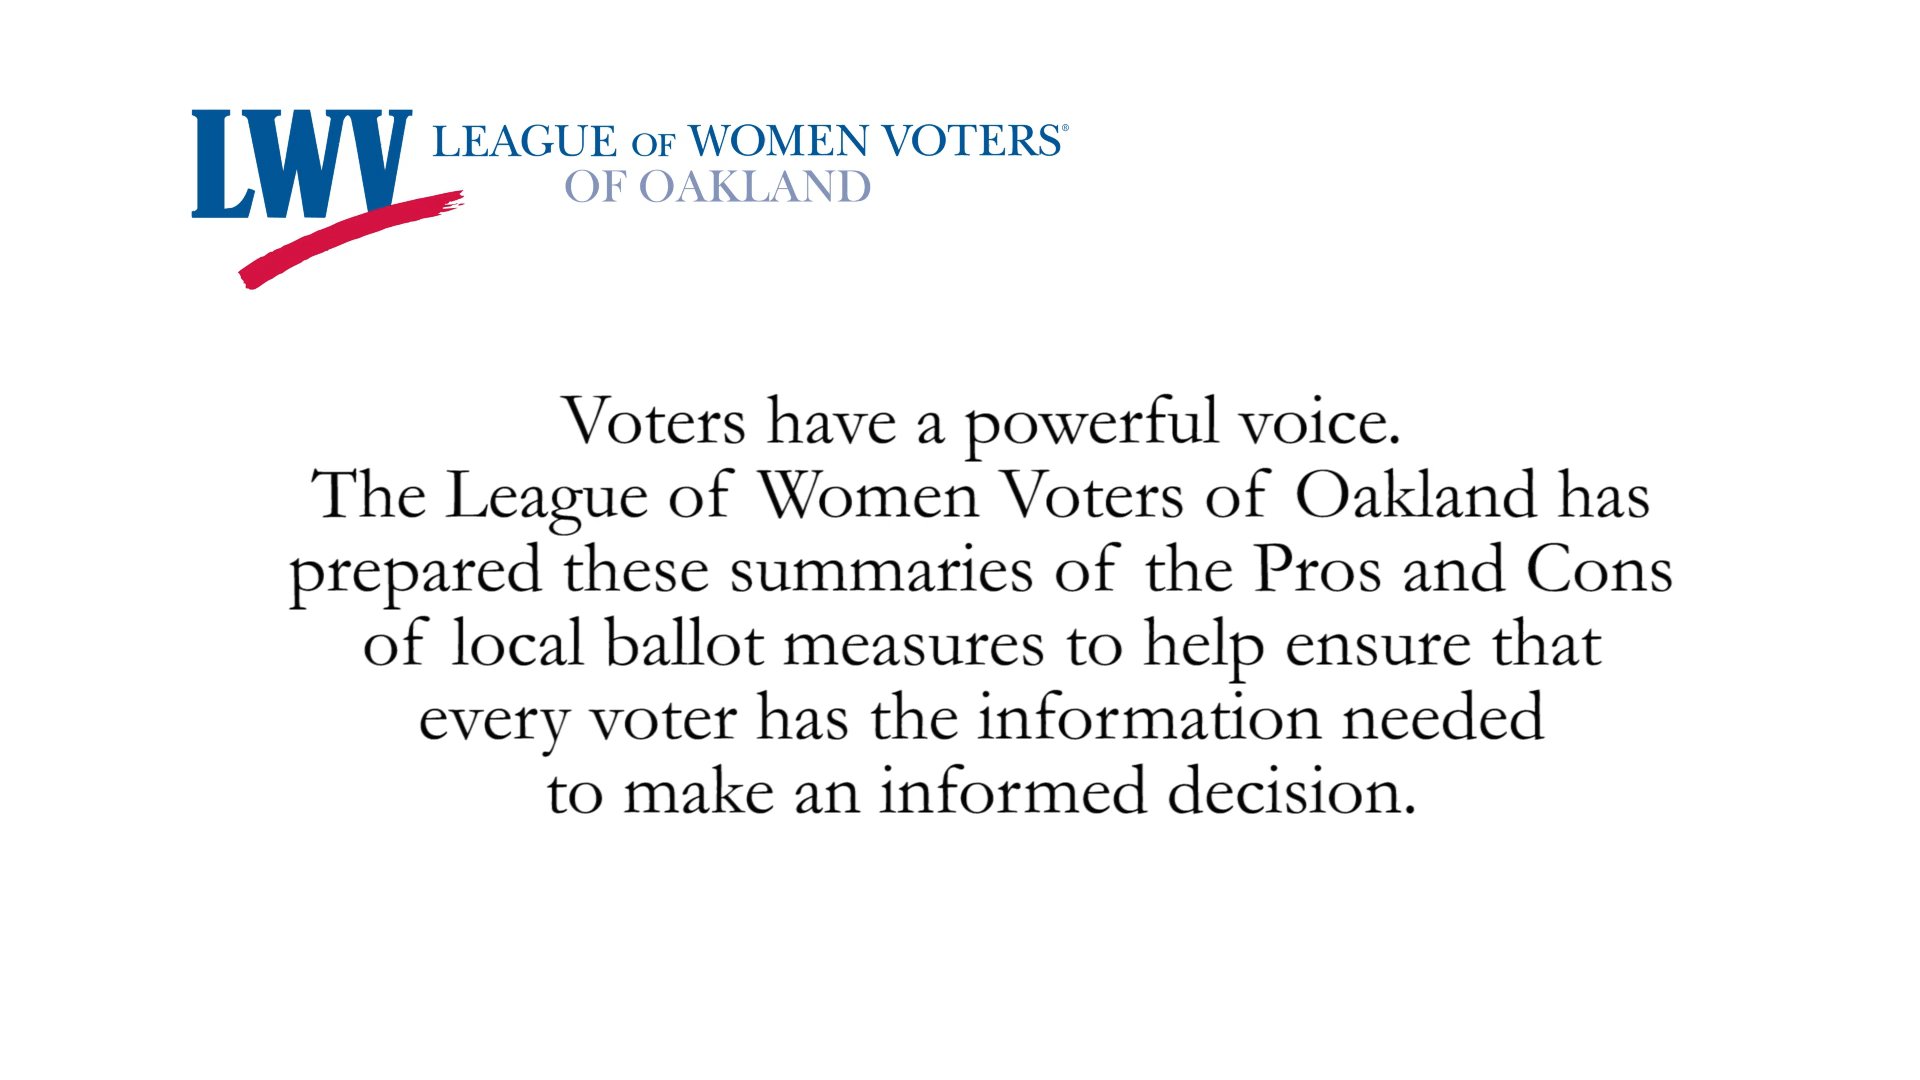 LWV LEAGUE OF WOMEN VOTERS®
OF OAKLAND
Voters have a powerful voice.
The League of Women Voters of Oakland has
prepared these summaries of the Pros and Cons
of local ballot measures to help ensure that
every voter has the information needed
to make an informed decision.